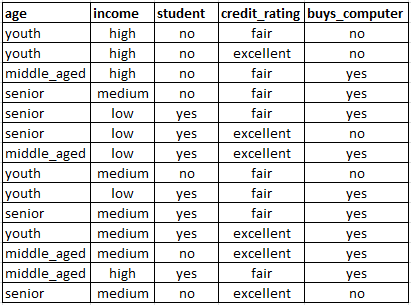 age income student credit_rating buys_computer
youth high no fair no
youth high no excellent no
middle_aged high no fair yes
senior medium no fair yes
senior low yes fair yes
senior low yes excellent no
middle_aged low yes excellent yes
youth medium no fair no
youth low yes fair yes
senior medium yes fair yes
youth medium yes excellent yes
middle_aged medium no excellent yes
middle_aged high yes fair yes
senior medium no excellent no